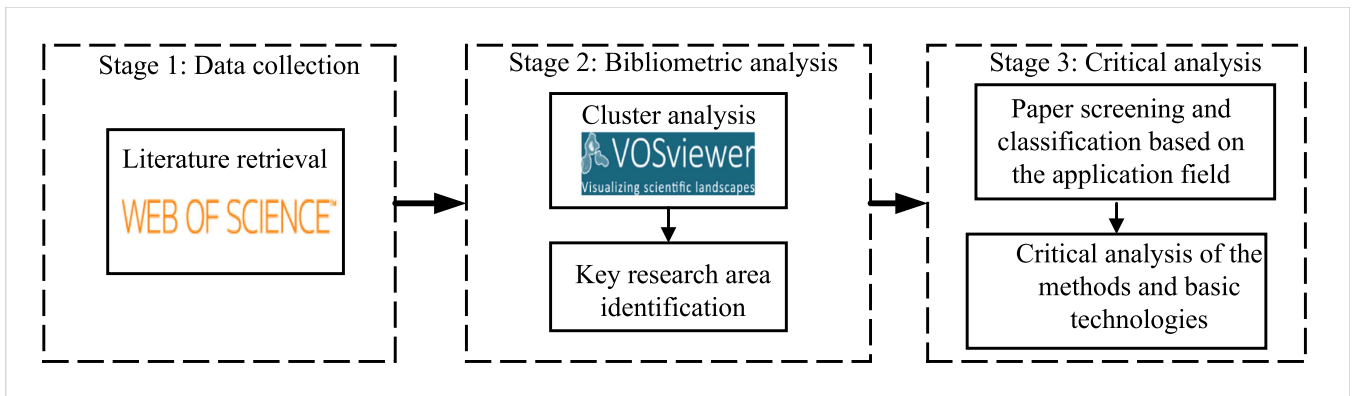 Stage 1: Data collection
Literature retrieval
WEB OF SCIENCE™
Stage 2: Bibliometric analysis
Cluster analysis
VOSviewer
Visualizing scientific landscapes
Key research area
identification
Stage 3: Critical analysis
Paper screening and
classification based on
the application field
Critical analysis of the
methods and basic
technologies